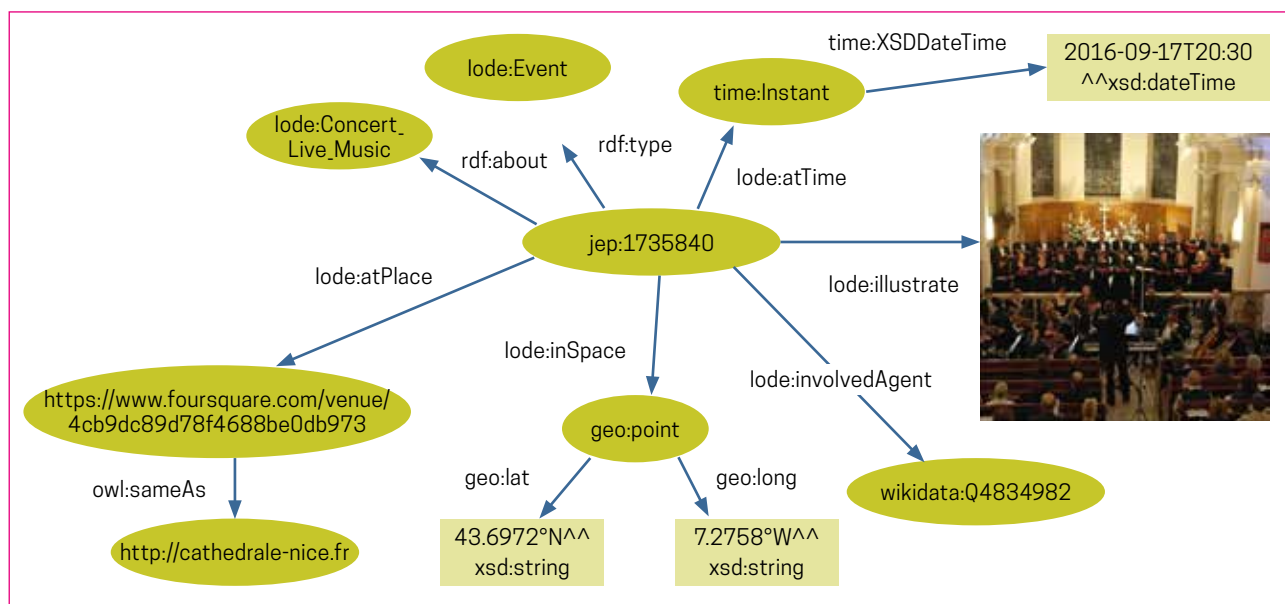 time:XSDDateTime
2016-09-17T20:30
^^xsd:dateTime
lode:Event
time:Instant
lode:Concert_
Live_Music
rdf:about
rdf:type
lode:atTime
jep:1735840
lode:atPlace
lode:illustrate
lode:inSpace
lode:involvedAgent
https://www.foursquare.com/venue/
4cb9dc89d78f4688be0db973
geo:point
owl:sameAs
geo:lat
geo:long
wikidata:Q4834982
43.6972°N^^
xsd:string
7.2758°W^^
xsd:string
http://cathedrale-nice.fr